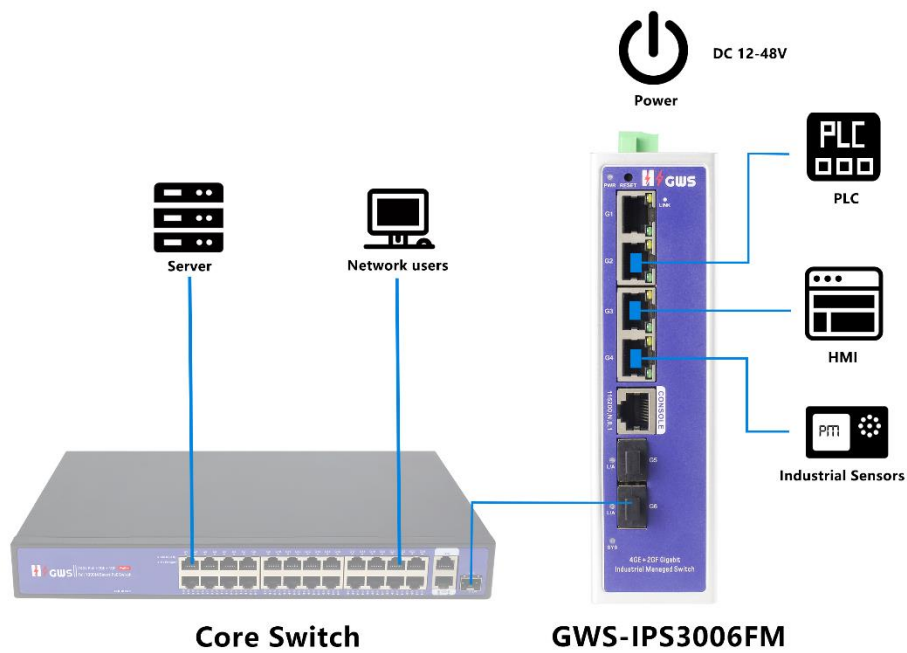 DC 12-48V
Power
PLC
PLC
PWR RESET GWS
LINK
G1
G2
G3
G4
HMI
Server
Network users
115200,N,8,1
CONSOLE
PM
Industrial Sensors
L/A G5
L/A G6
SYS
4GE+2GF Gigabit
Industrial Managed Switch
GWS
Core Switch
GWS-IPS3006FM